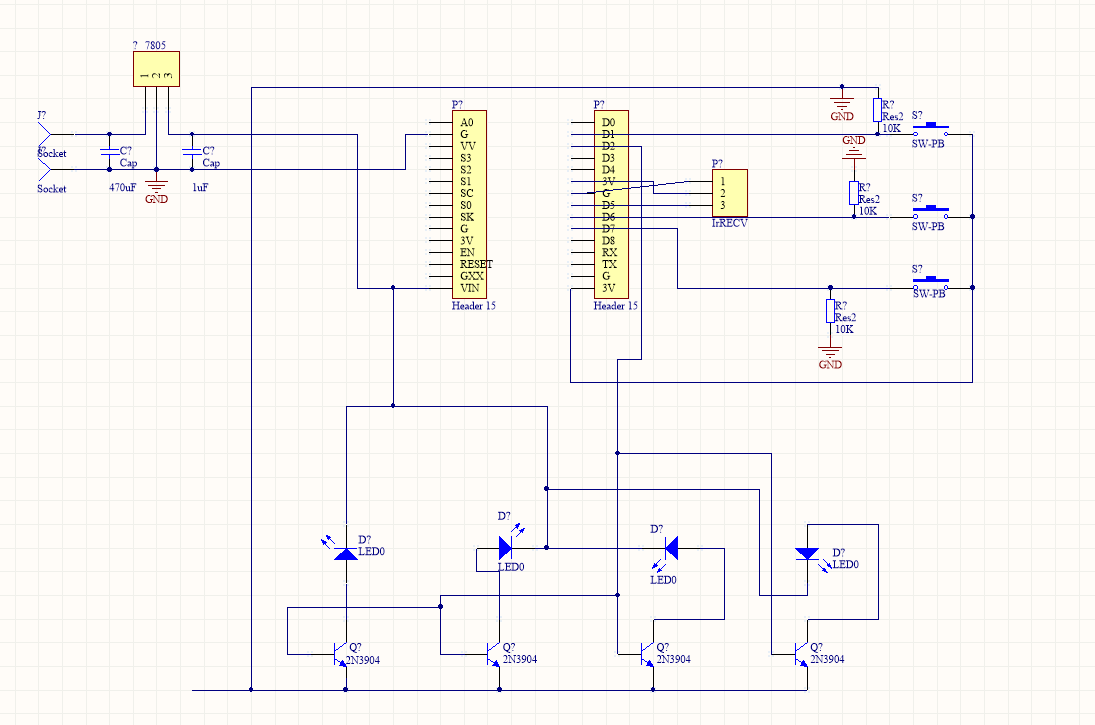 ? 7805
1 2 3
J?
Socket
Socket
C?
Cap
470uF
C?
Cap
1uF
GND
P?
A0
G
VV
S3
S2
S1
SC
S0
SK
G
3V
EN
RESET
GXX
VIN
Header 15
P?
D0
D1
D2
D3
D4
3V
G
D5
D6
D7
D8
RX
TX
G
3V
Header 15
P?
1
2
3
IrRECV
GND
R?
Res2
10K
S?
SW-PB
GND
R?
Res2
10K
S?
SW-PB
S?
SW-PB
R?
Res2
10K
GND
D?
LED0
D?
LED0
D?
LED0
D?
LED0
Q?
2N3904
Q?
2N3904
Q?
2N3904
Q?
2N3904